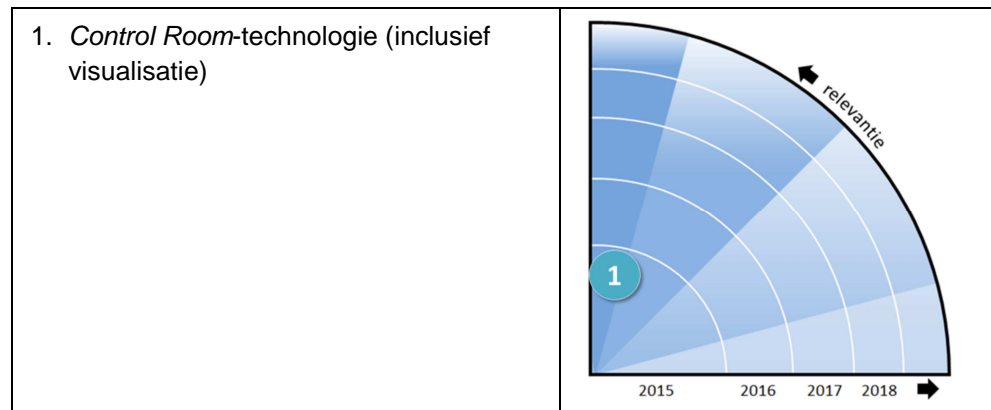 1. Control Room-technologie (inclusief
visualisatie)
relevantie
1
2015 2016 2017 2018